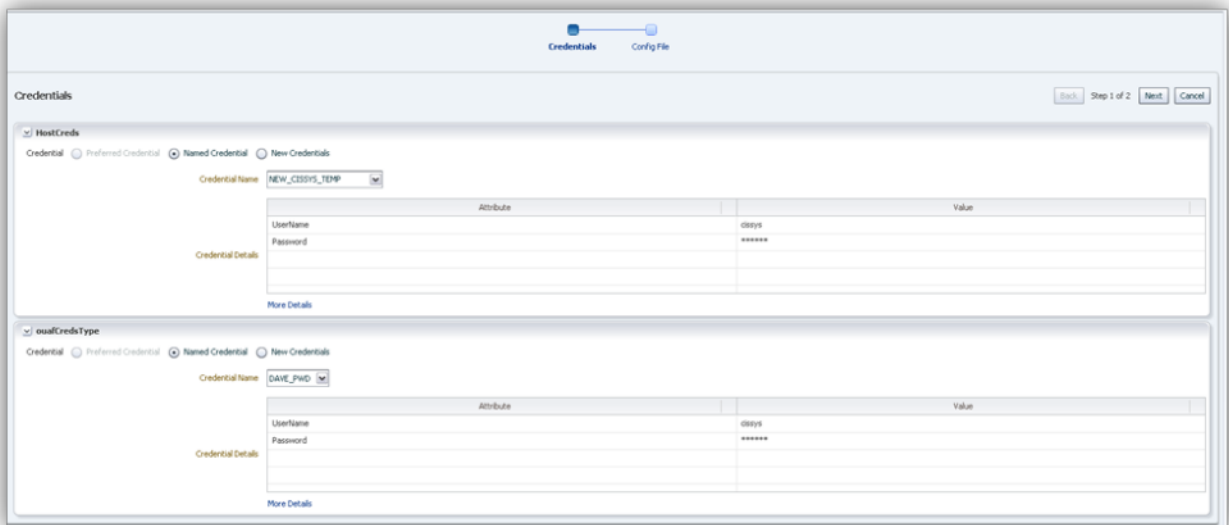 Credentials Config File
Credentials Back Step 1 of 2 Next Cancel
HostCreds
Credential Preferred Credential Named Credential New Credentials
Credential Name NEW_CISSYS_TEMP
Attribute Value
UserName cissys
Password ******
Credential Details
More Details
ouafCredsType
Credential Preferred Credential Named Credential New Credentials
Credential Name DAVE_PWD
Attribute Value
UserName cissys
Password ******
Credential Details
More Details